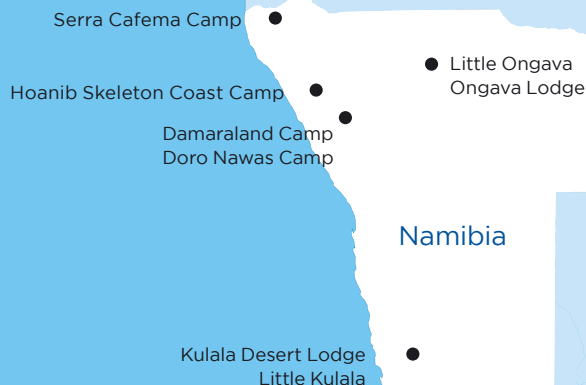 Serra Cafema Camp
Little Ongava
Ongava Lodge
Hoanib Skeleton Coast Camp
Damaraland Camp
Doro Nawas Camp
Namibia
Kulala Desert Lodge
Little Kulala